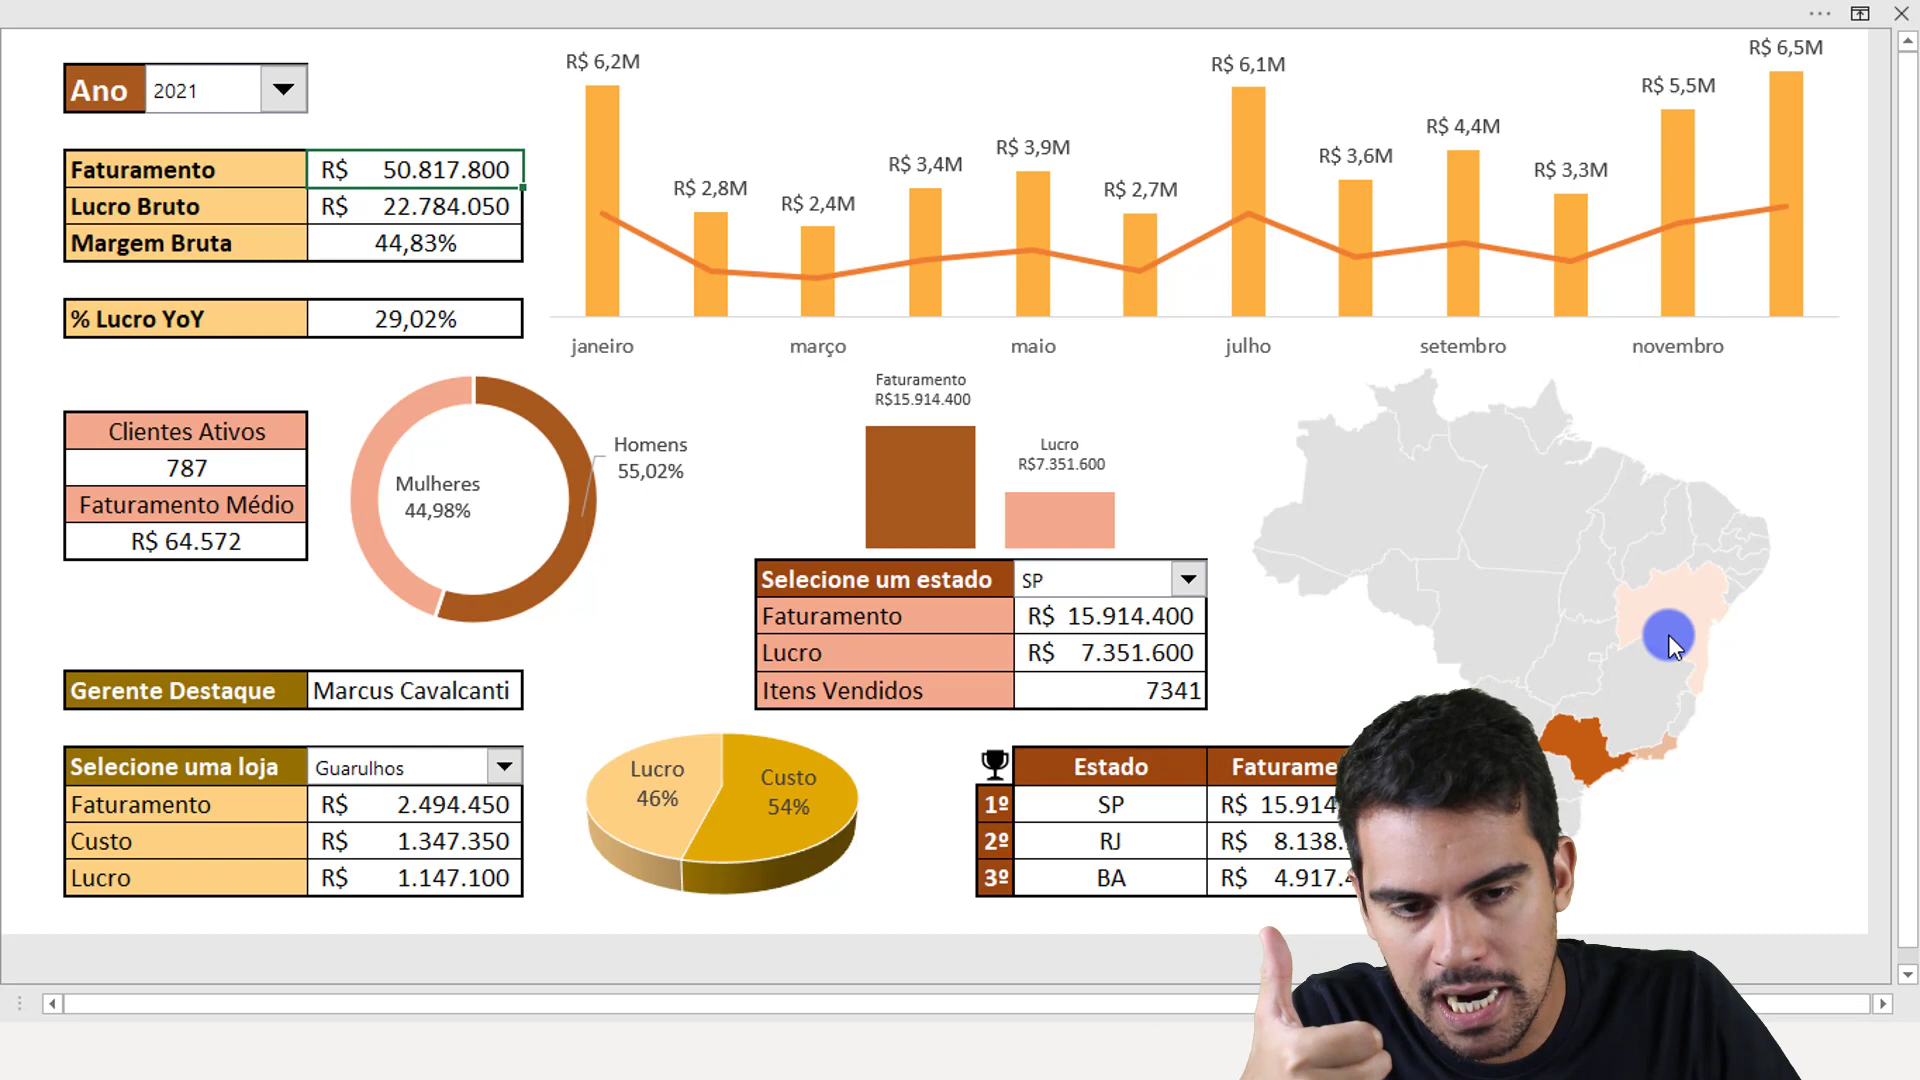 Ano 2021
Faturamento R$ 50.817.800
Lucro Bruto R$ 22.784.050
Margem Bruta 44,83%
% Lucro YoY 29,02%
R$ 6,2M
R$ 2,8M
R$ 2,4M
R$ 3,4M
R$ 3,9M
R$ 2,7M
R$ 6,1M
R$ 3,6M
R$ 4,4M
R$ 3,3M
R$ 5,5M
R$ 6,5M
janeiro março maio julho setembro novembro
Clientes Ativos
787
Faturamento Médio
R$ 64.572
Mulheres
44,98%
Homens
55,02%
Faturamento
R$15.914.400
Lucro
R$7.351.600
Selecione um estado SP
Faturamento R$ 15.914.400
Lucro R$ 7.351.600
Itens Vendidos 7341
Gerente Destaque Marcus Cavalcanti
Selecione uma loja Guarulhos
Faturamento R$ 2.494.450
Custo R$ 1.347.350
Lucro R$ 1.147.100
Lucro
46%
Custo
54%
Estado Faturame
1º SP R$ 15.914
2º RJ R$ 8.138.
3º BA R$ 4.917.4